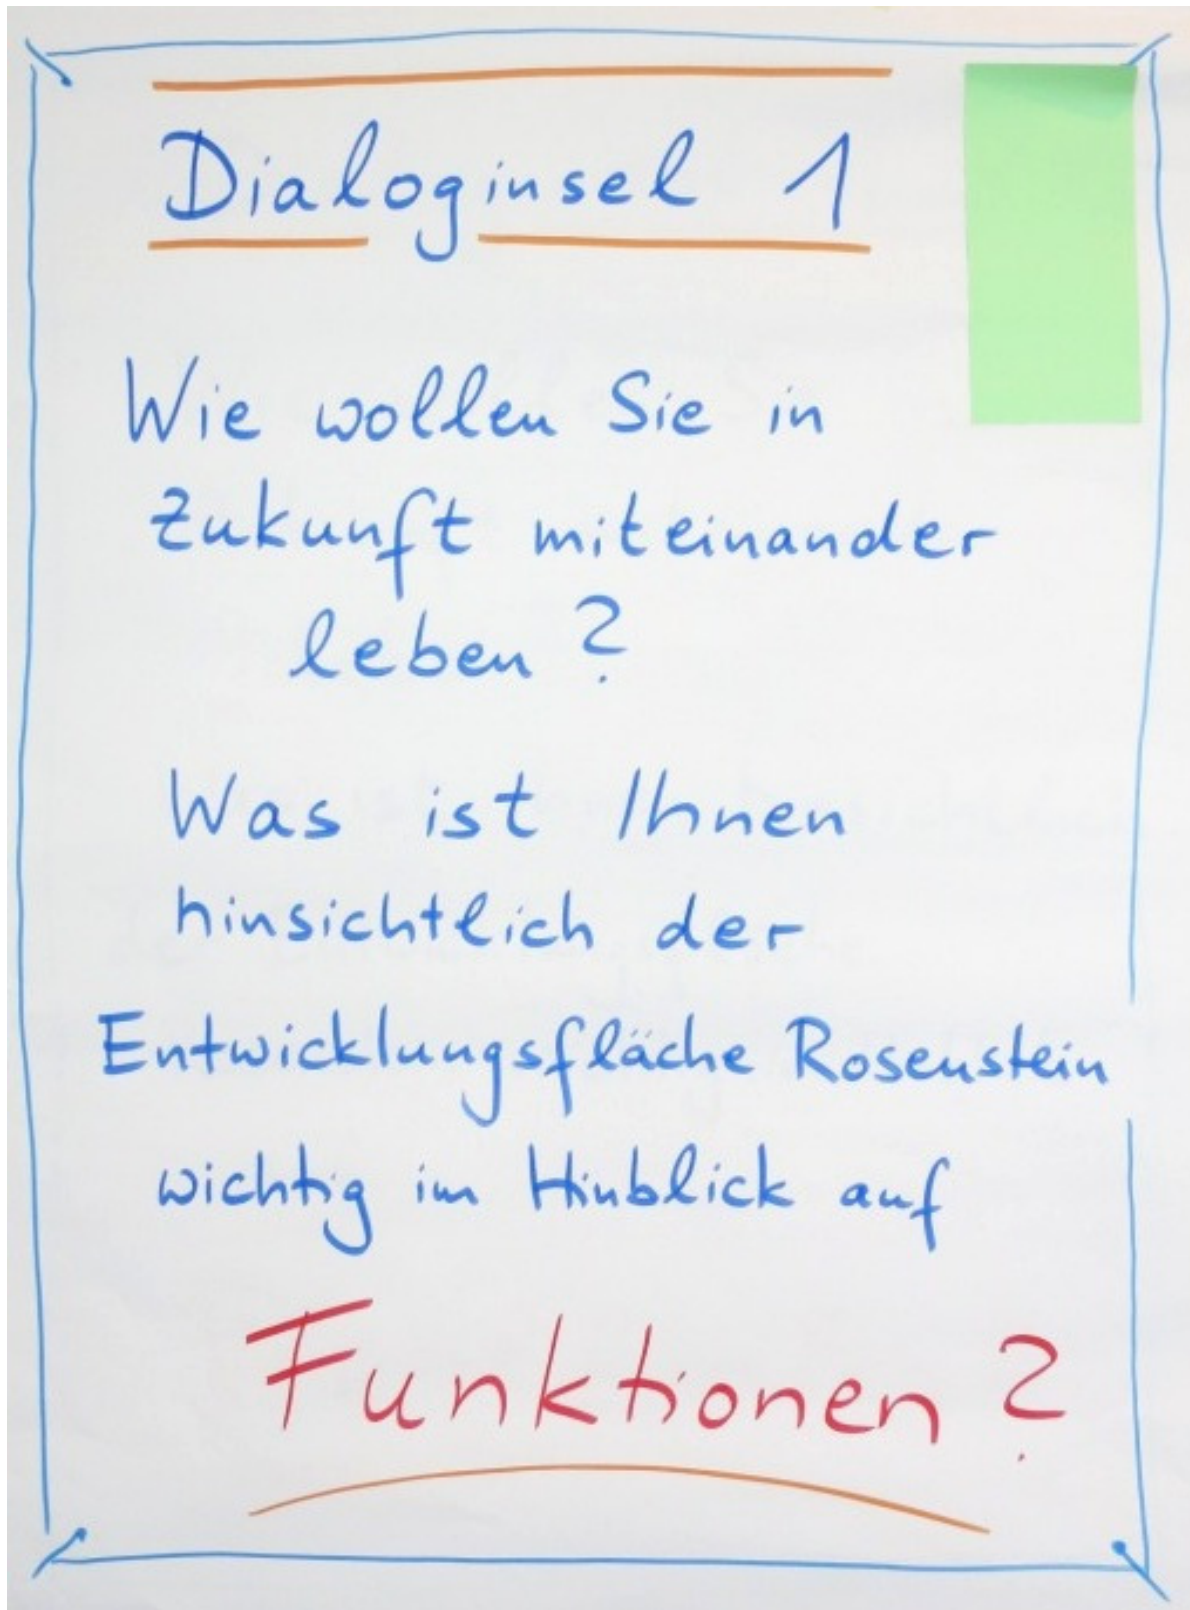 Dialoginsel 1
Wie wollen Sie in
Zukunft miteinander
leben?
Was ist Ihnen
hinsichtlich der
Entwicklungsfläche Rosenstein
wichtig im Hinblick auf
Funktionen?